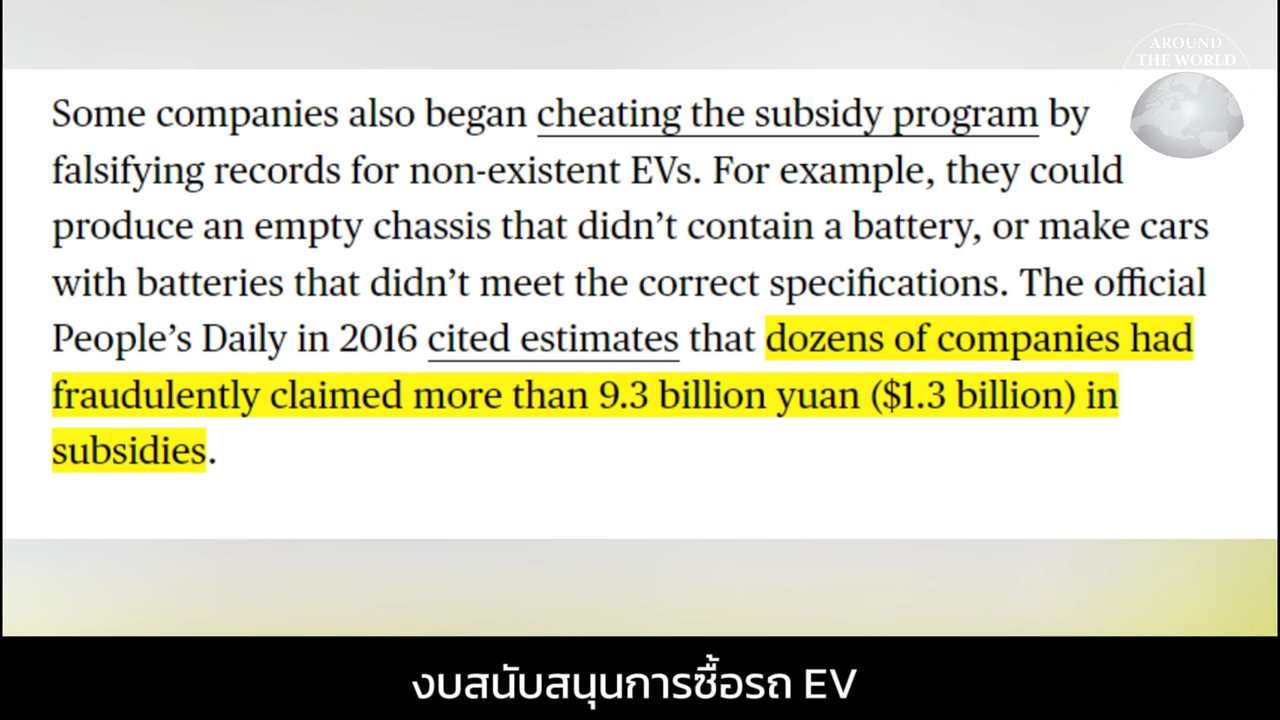 AROUND
THE WORLD
Some companies also began cheating the subsidy program by
falsifying records for non-existent EVs. For example, they could
produce an empty chassis that didn’t contain a battery, or make cars
with batteries that didn’t meet the correct specifications. The official
People’s Daily in 2016 cited estimates that dozens of companies had
fraudulently claimed more than 9.3 billion yuan ($1.3 billion) in
subsidies.
งบสนับสนุนการซื้อรถ EV